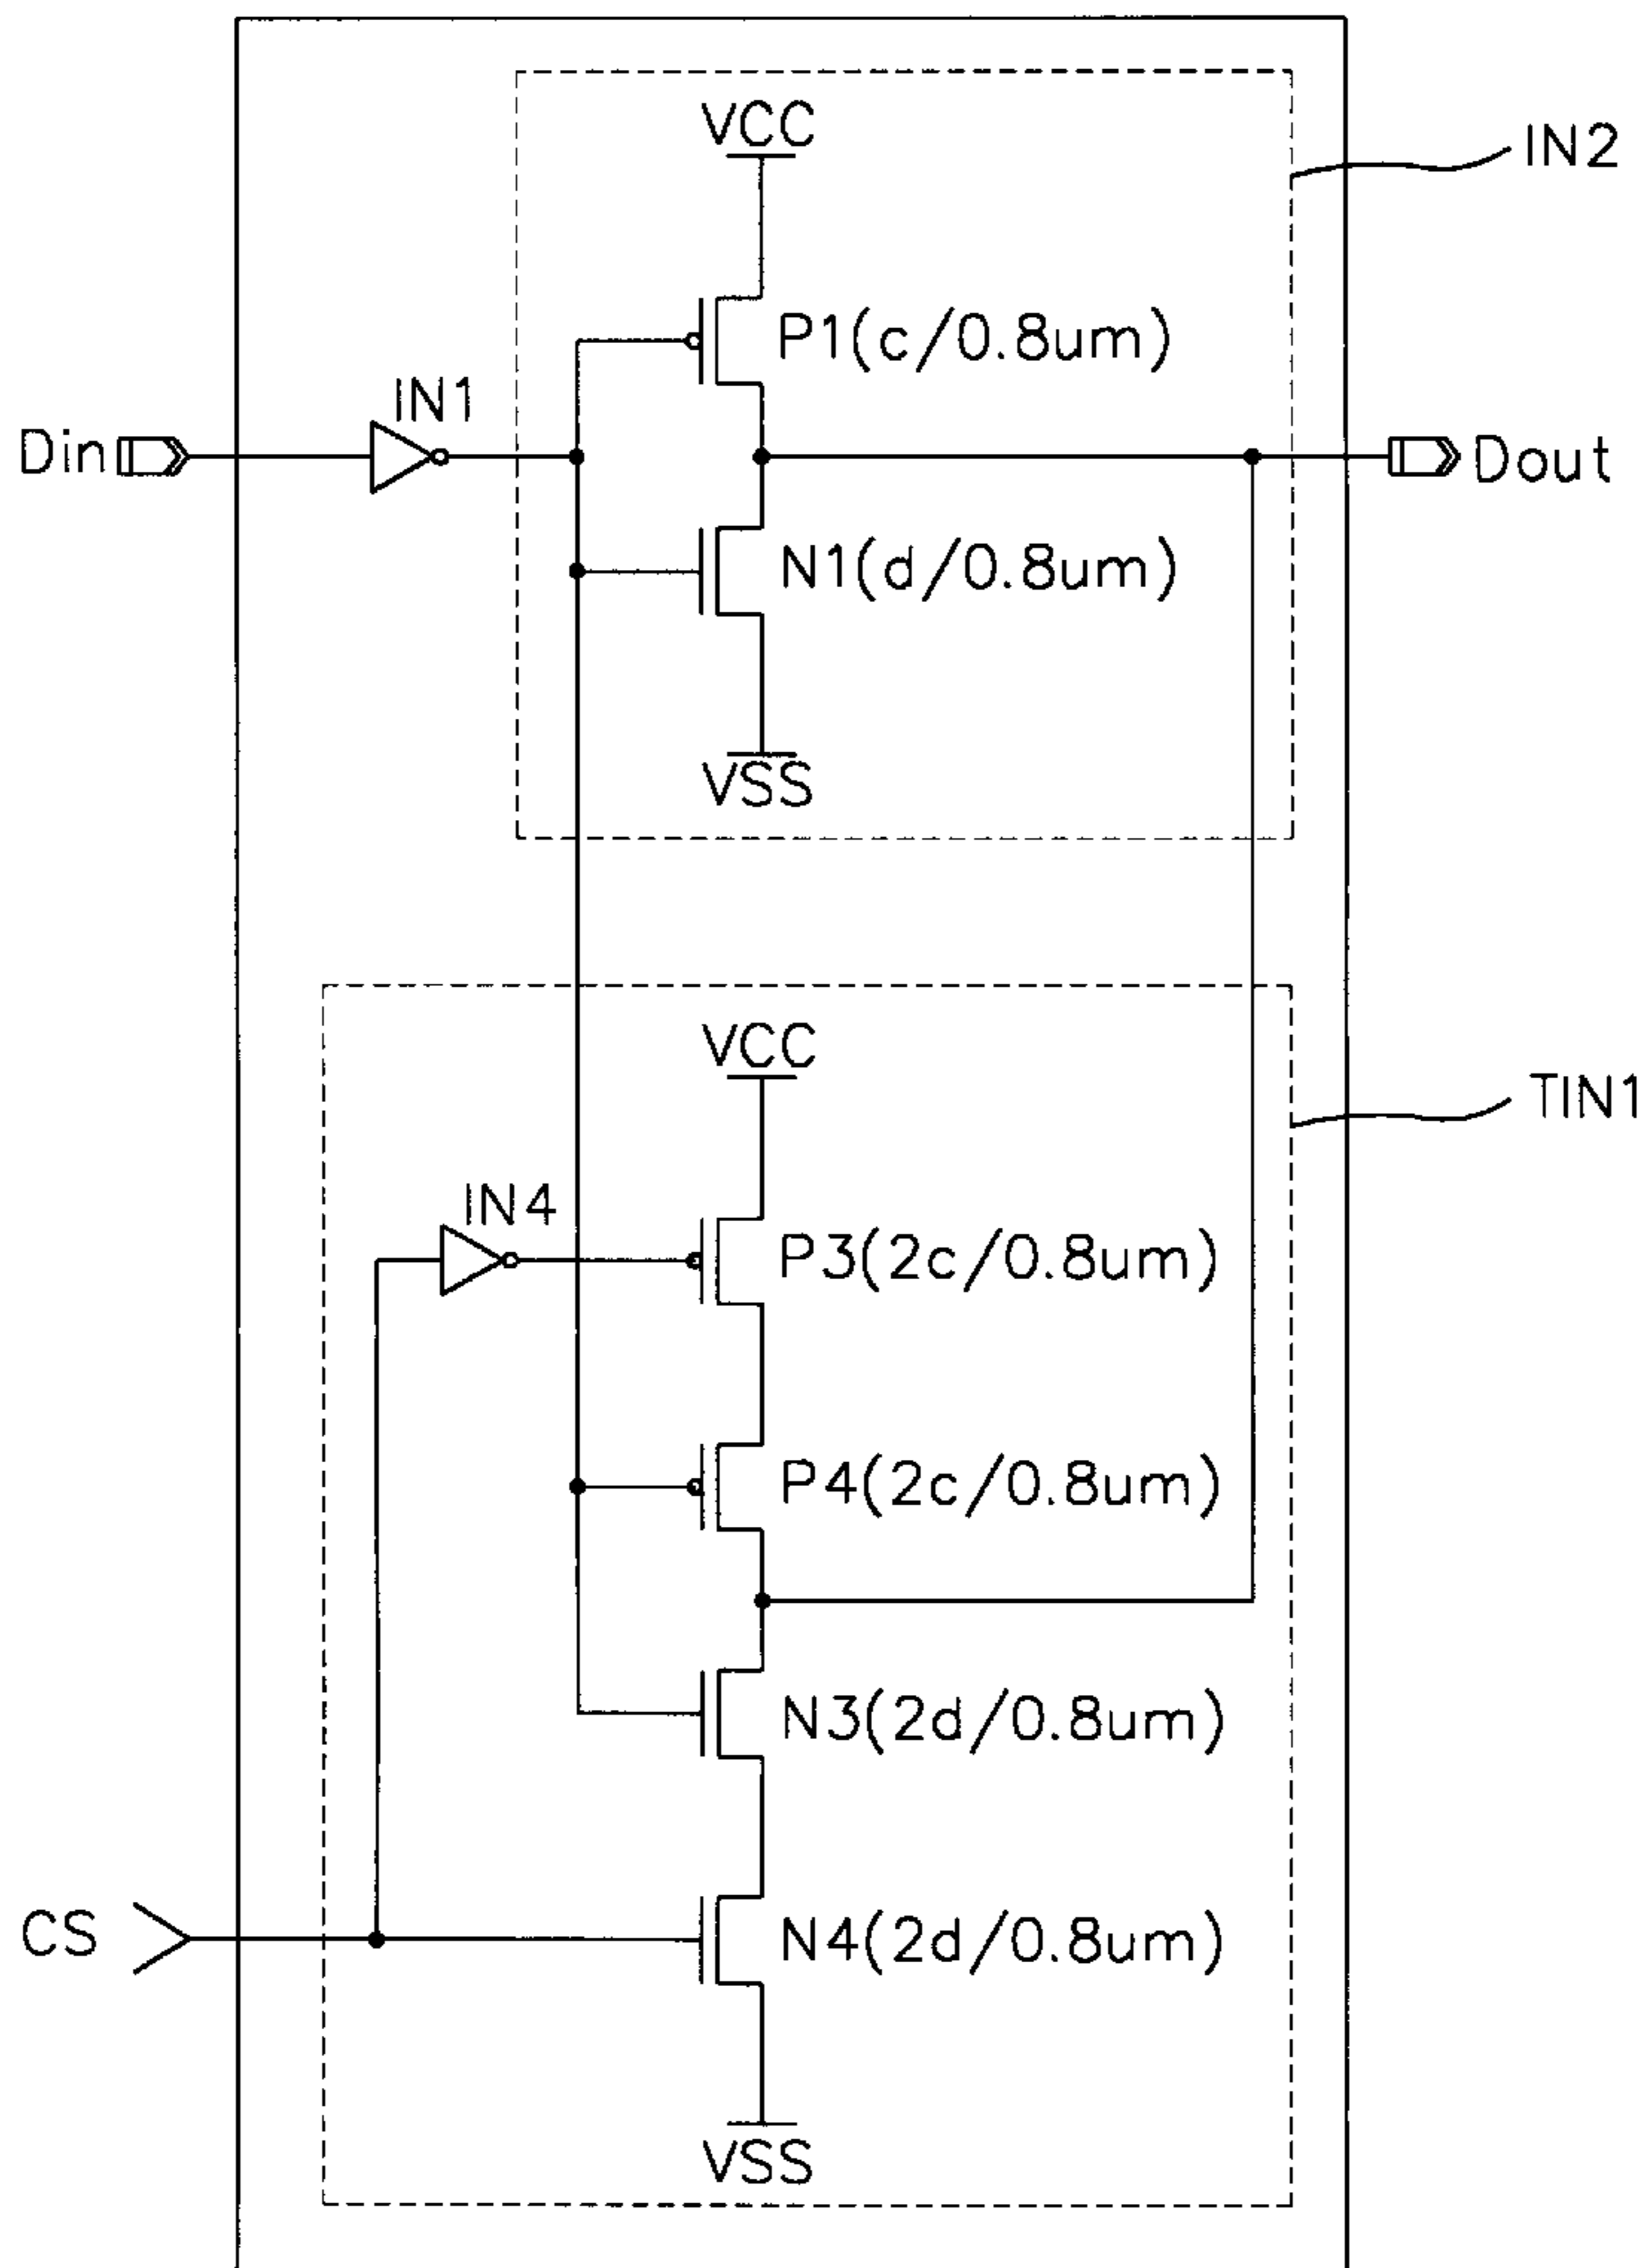 VCC
IN2
P1(c/0.8um)
IN1
Din
Dout
N1(d/0.8um)
VSS
VCC
TIN1
IN4
P3(2c/0.8um)
P4(2c/0.8um)
N3(2d/0.8um)
CS
N4(2d/0.8um)
VSS